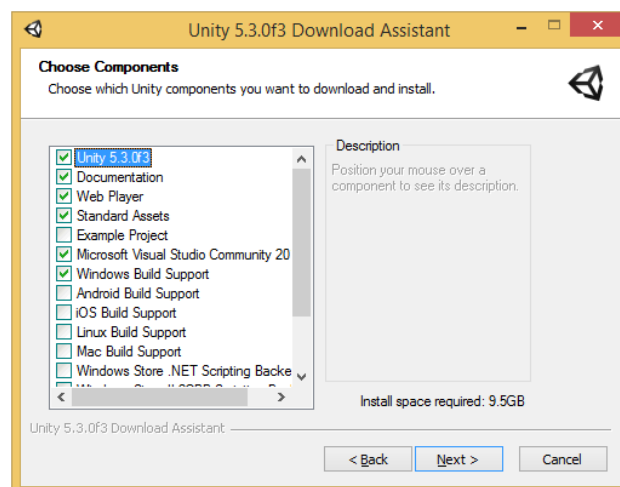 Unity 5.3.0f3 Download Assistant
Choose Components
Choose which Unity components you want to download and install.
Unity 5.3.0f3
Documentation
Web Player
Standard Assets
Example Project
Microsoft Visual Studio Community 20
Windows Build Support
Android Build Support
iOS Build Support
Linux Build Support
Mac Build Support
Windows Store .NET Scripting Backe
Description
Position your mouse over a
component to see its description.
Install space required: 9.5GB
Unity 5.3.0f3 Download Assistant
< Back
Next >
Cancel